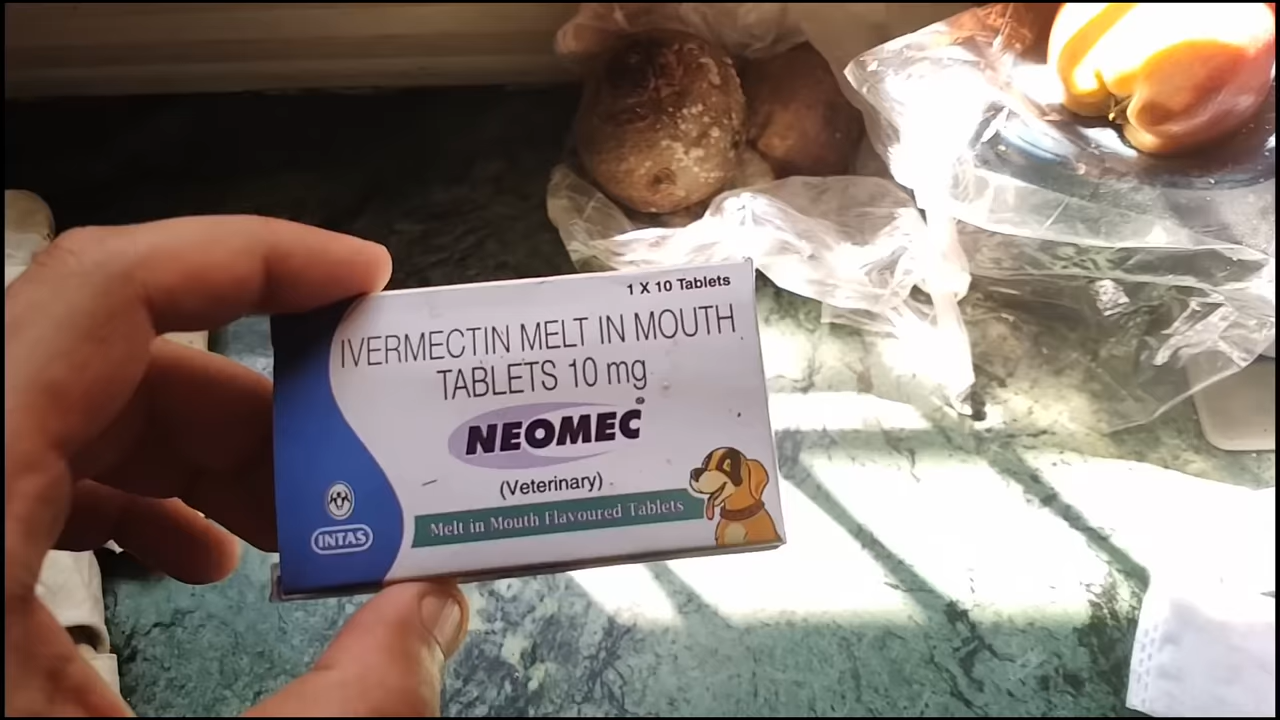 1 X 10 Tablets
IVERMECTIN MELT IN MOUTH
TABLETS 10 mg
NEOMEC®
(Veterinary)
Melt in Mouth Flavoured Tablets
INTAS